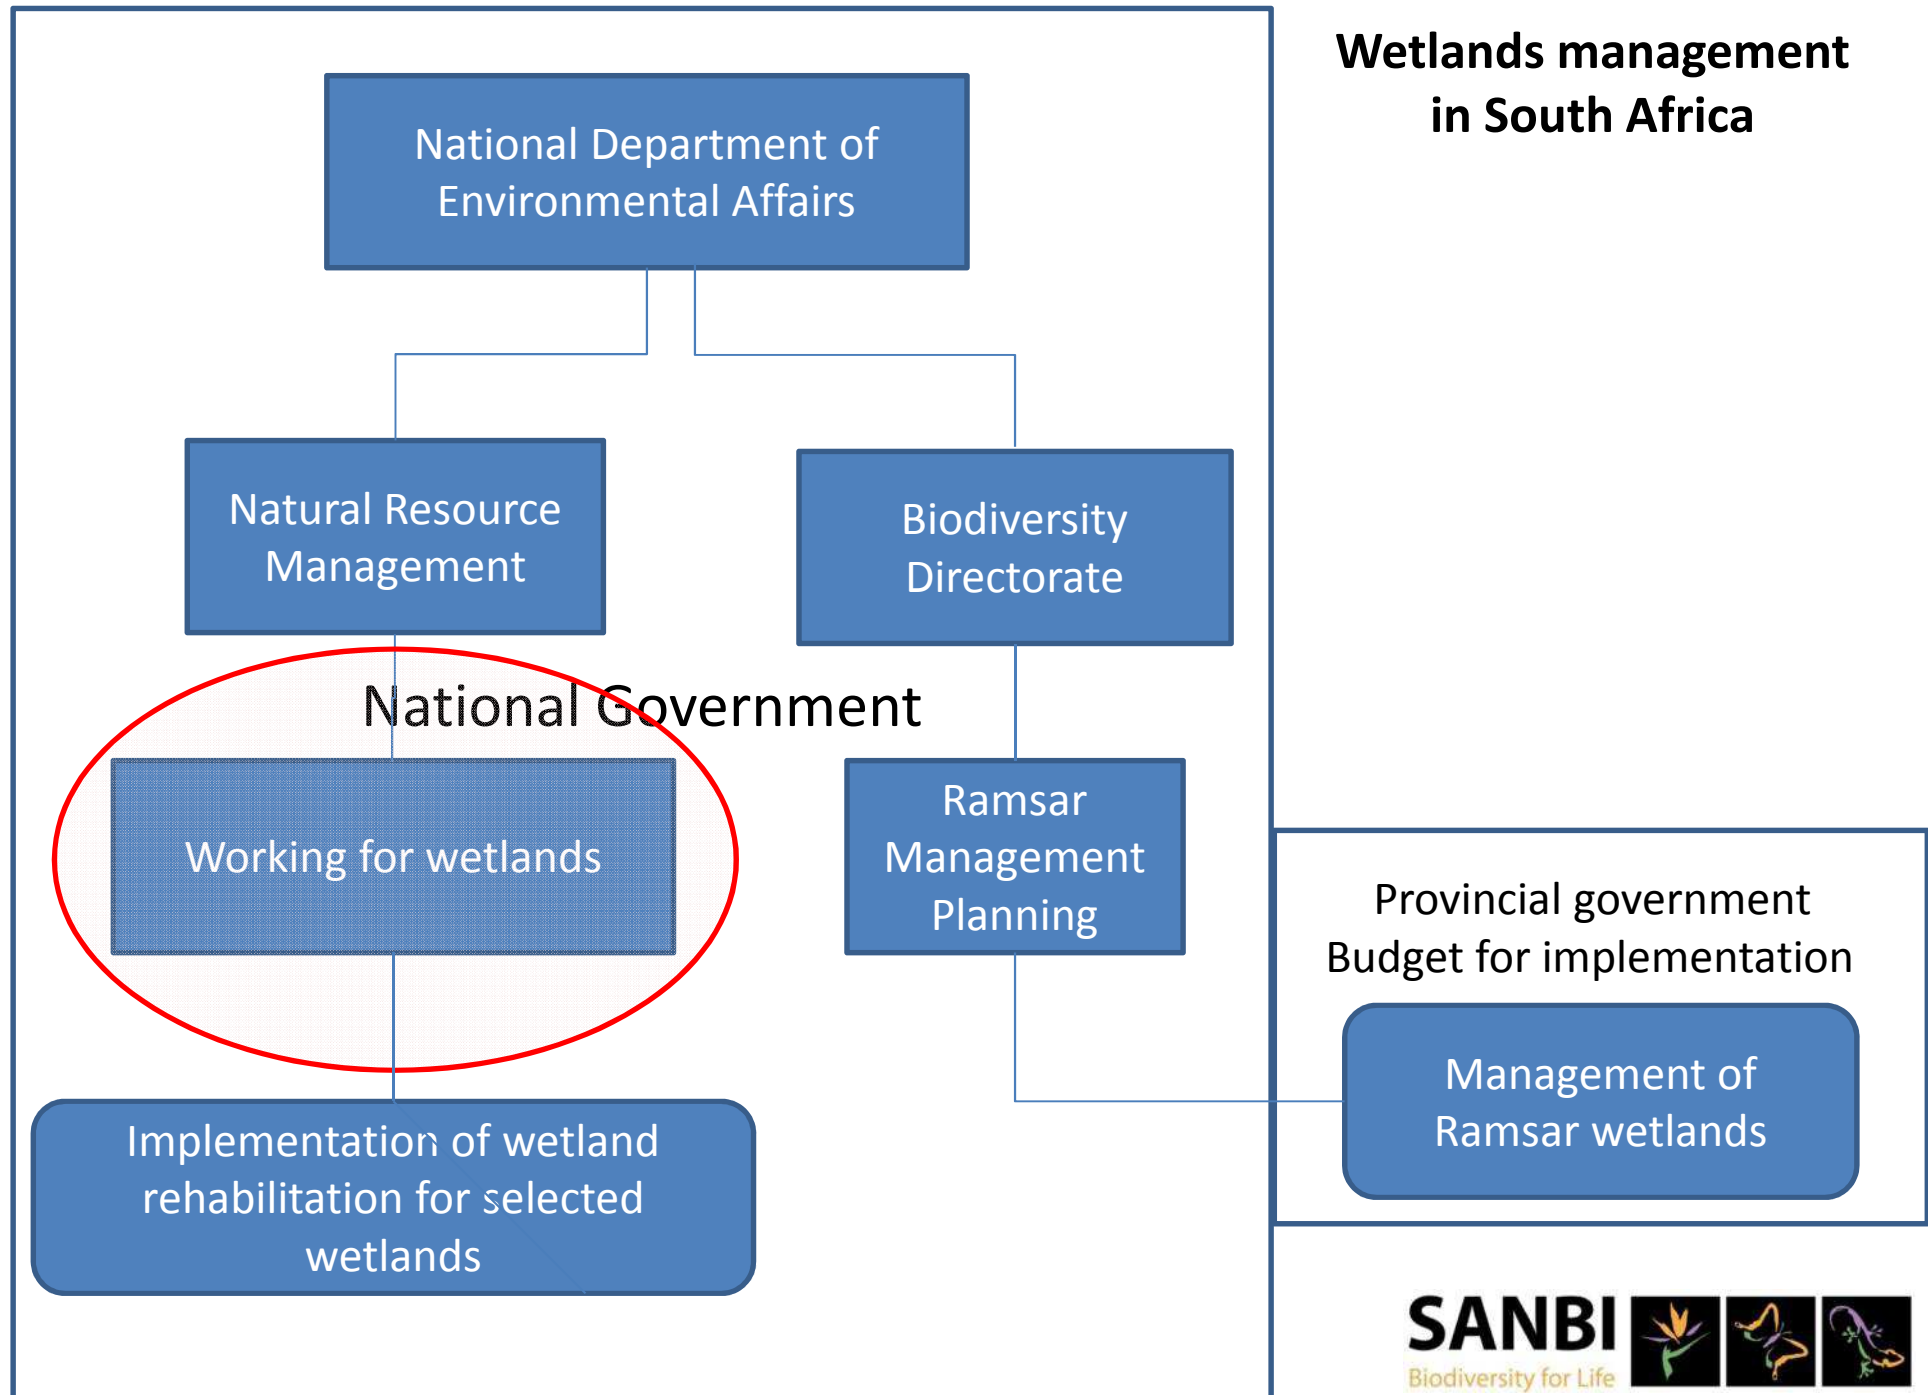 Wetlands management
in South Africa
National Department of
Environmental Affairs
Natural Resource
Management
Biodiversity
Directorate
National Government
Working for wetlands
Ramsar
Management
Planning
Provincial government
Budget for implementation
Management of
Ramsar wetlands
Implementation of wetland
rehabilitation for selected
wetlands
SANBI
Biodiversity for Life